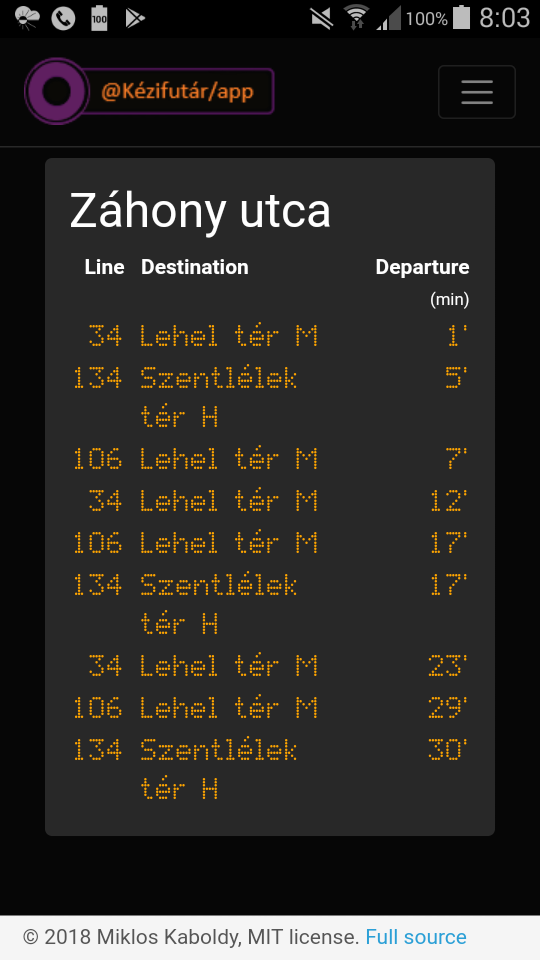 100 100% 8:03
@Kézifutár/app
Záhony utca
Line Destination Departure
(min)
34 Lehel tér M 1'
134 Szentlélek 5'
tér H
106 Lehel tér M 7'
34 Lehel tér M 12'
106 Lehel tér M 17'
134 Szentlélek 17'
tér H
34 Lehel tér M 23'
106 Lehel tér M 29'
134 Szentlélek 30'
tér H
© 2018 Miklos Kaboldy, MIT license. Full source